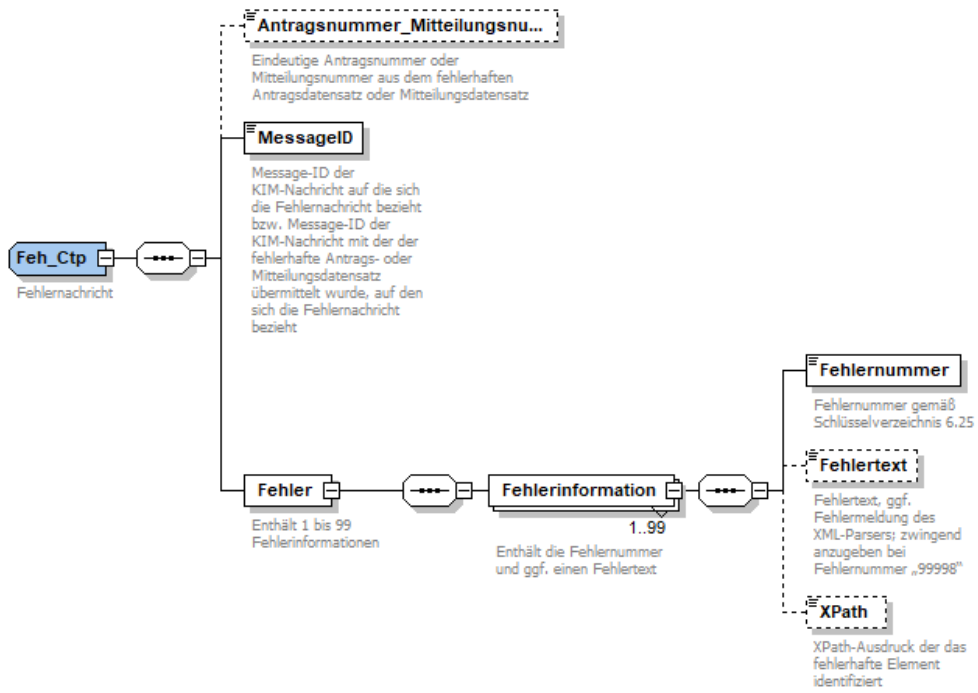 Antragsnummer_Mitteilungsnu...
Eindeutige Antragsnummer oder
Mitteilungsnummer aus dem fehlerhaften
Antragsdatensatz oder Mitteilungsdatensatz
MessageID
Message-ID der
KIM-Nachricht auf die sich
die Fehlernachricht bezieht
bzw. Message-ID der
KIM-Nachricht mit der der
fehlerhafte Antrags- oder
Mitteilungsdatensatz
übermittelt wurde, auf den
sich die Fehlernachricht
bezieht
Feh_Ctp
Fehlernachricht
Fehler
Enthält 1 bis 99
Fehlerinformationen
Fehlerinformation
1..99
Enthält die Fehlernummer
und ggf. einen Fehlertext
Fehlernummer
Fehlernummer gemäß
Schlüsselverzeichnis 6.25
Fehlertext
Fehlertext, ggf.
Fehlermeldung des
XML-Parsers; zwingend
anzugeben bei
Fehlernummer „99998"
XPath
XPath-Ausdruck der das
fehlerhafte Element
identifiziert